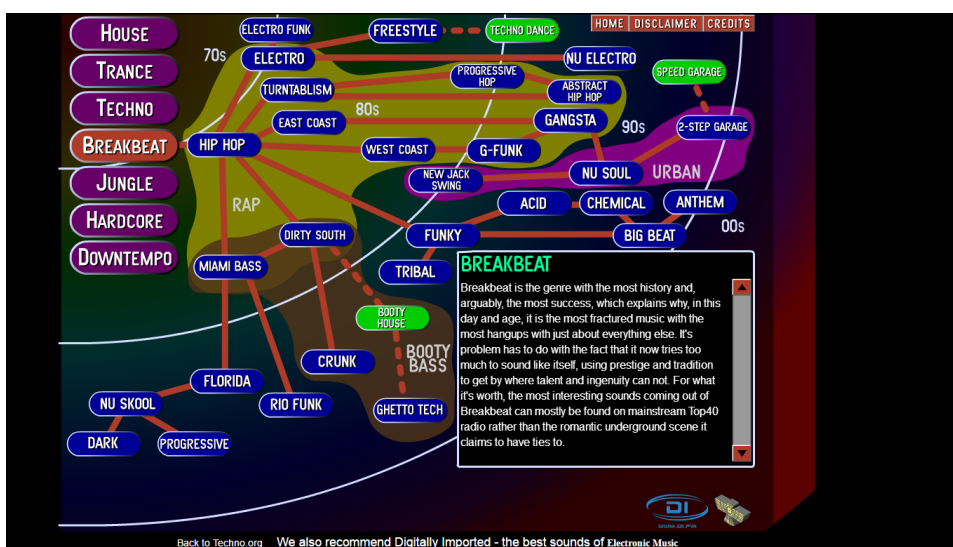 HOME | DISCLAIMER | CREDITS
HOUSE
TRANCE
TECHNO
BREAKBEAT
JUNGLE
HARDCORE
DOWNTEMPO
ELECTRO FUNK
FREESTYLE
TECHNO DANCE
70s
ELECTRO
NU ELECTRO
PROGRESSIVE
HOP
SPEED GARAGE
TURNTABLISM
ABSTRACT
HIP HOP
80s
EAST COAST
GANGSTA
90s
2-STEP GARAGE
HIP HOP
WEST COAST
G-FUNK
NEW JACK
SWING
NU SOUL
URBAN
RAP
ACID
CHEMICAL
ANTHEM
DIRTY SOUTH
FUNKY
BIG BEAT
00s
MIAMI BASS
TRIBAL
BOOTY
HOUSE
BOOTY
BASS
CRUNK
FLORIDA
NU SKOOL
RIO FUNK
GHETTO TECH
DARK
PROGRESSIVE
BREAKBEAT
Breakbeat is the genre with the most history and,
arguably, the most success, which explains why, in this
day and age, it is the most fractured music with the
most hangups with just about everything else. It's
problem has to do with the fact that it now tries too
much to sound like itself, using prestige and tradition
to get by where talent and ingenuity can not. For what
it's worth, the most interesting sounds coming out of
Breakbeat can mostly be found on mainstream Top40
radio rather than the romantic underground scene it
claims to have ties to.
DI
WWW.DI.FM
Back to Techno.org We also recommend Digitally Imported - the best sounds of Electronic Music